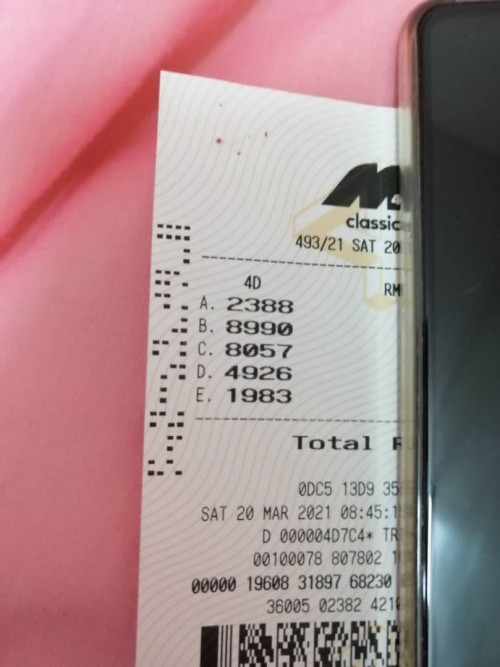 M
classic
493/21 SAT 20
4D
RM
A. 2388
B. 8990
C. 8057
D. 4926
E. 1983
Total R
0DC5 13D9 35
SAT 20 MAR 2021 08:45:1
D 000004D7C4* TR
00100078 807802 1
00000 19608 31897 68230
36005 02382 4210